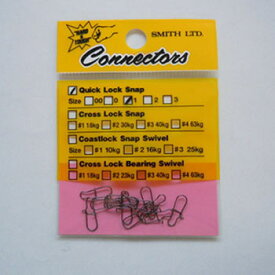 "HAND & TOUGH"
SMITH LTD.
Connectors
Quick Lock Snap
Size 00 0 1 2 3
Cross Lock Snap
#1 18kg #2 30kg #3 40kg #4 63kg
Coastlock Snap Swivel
Size #1 10kg #2 16kg #3 25kg
Cross Lock Bearing Swivel
#1 18kg #2 23kg #3 40kg #4 63kg